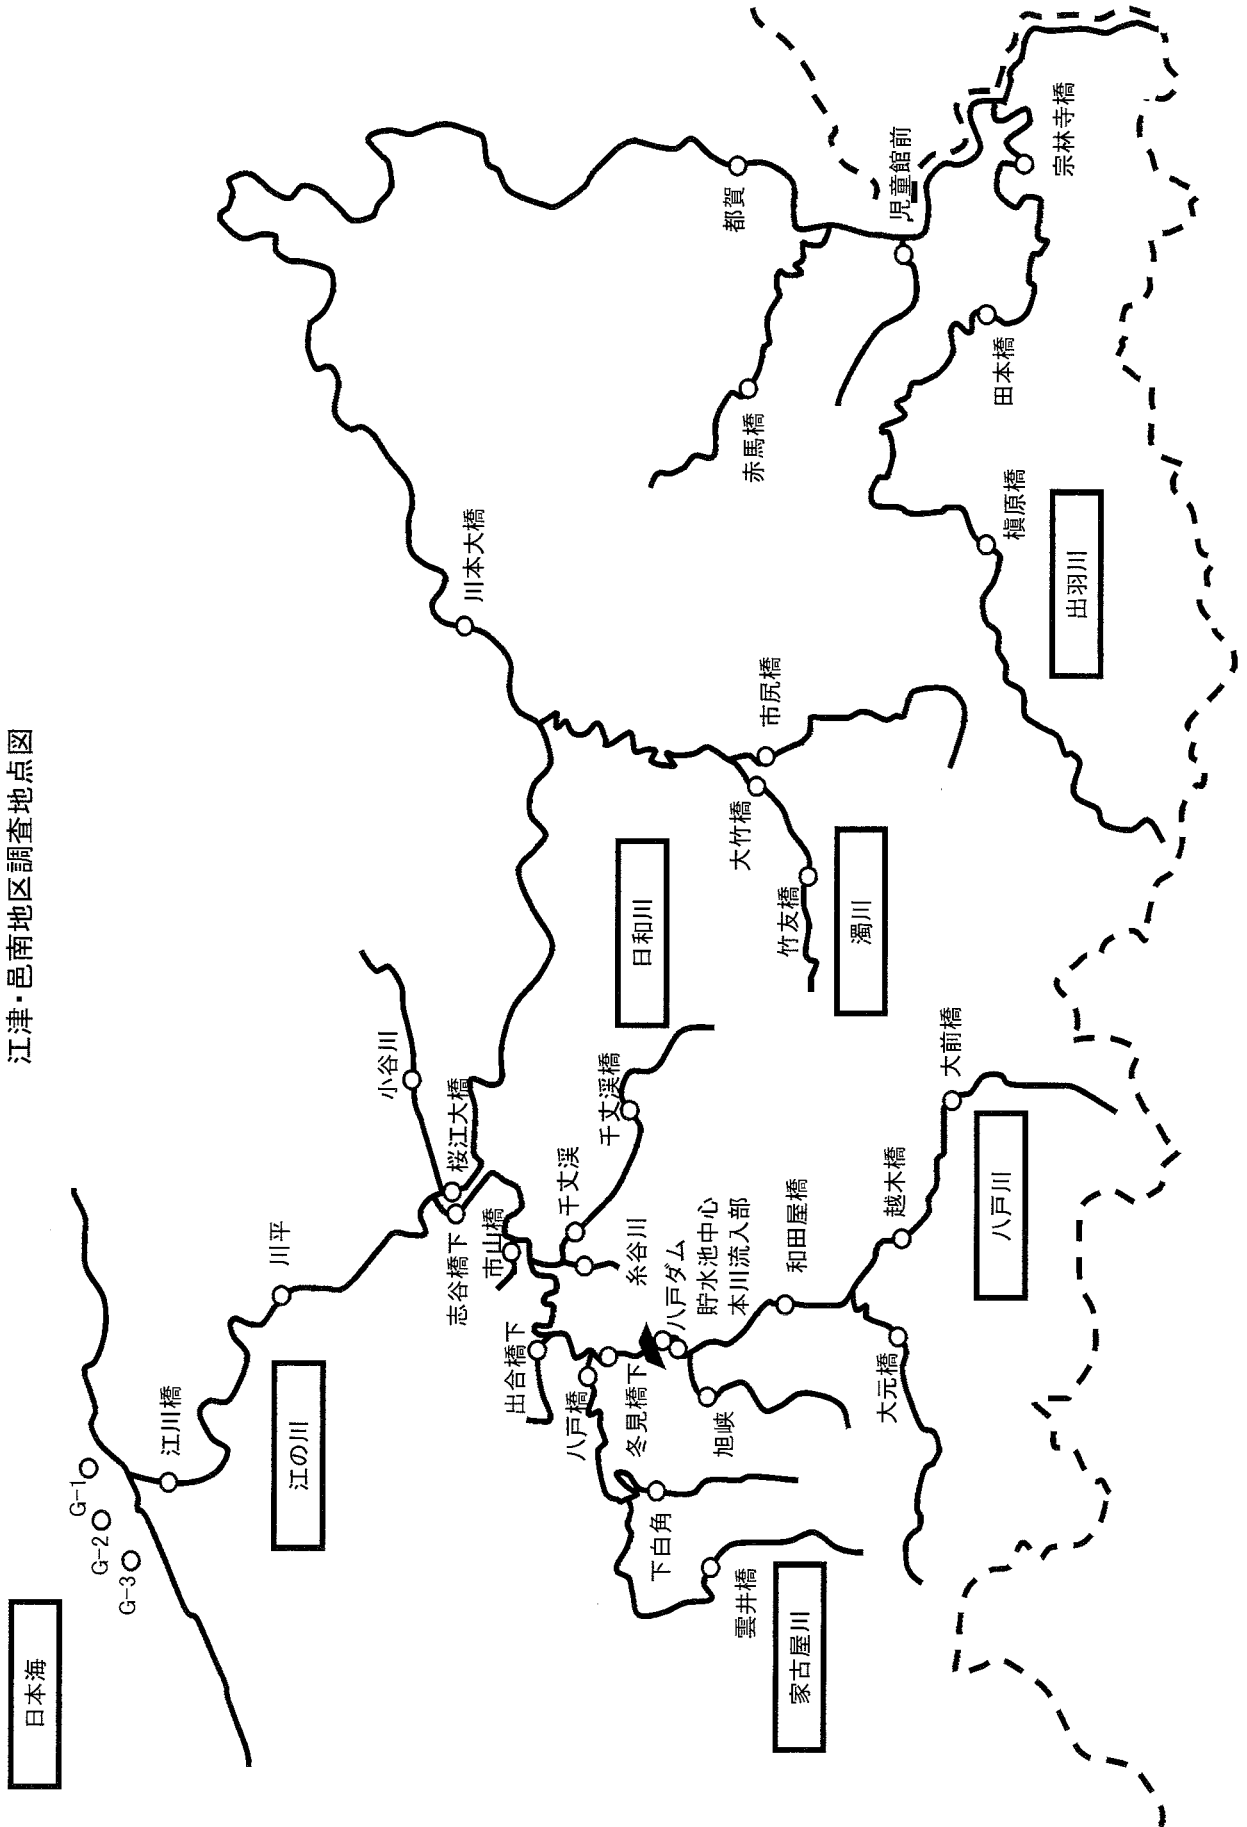 江津・邑南地区調査地点図
日本海
G-1
G-2
G-3
江川橋
江の川
川平
小谷川
桜江大橋
志谷橋下
市山橋
千丈渓
千丈渓橋
糸谷川
日和川
出合橋下
八戸橋
冬見橋下
八戸ダム
貯水池中心
本川流入部
旭峡
和田屋橋
越木橋
大前橋
八戸川
大元橋
下白角
雲井橋
家古屋川
川本大橋
市尻橋
大竹橋
竹友橋
濁川
都賀
赤馬橋
児童館前
宗林寺橋
田本橋
槇原橋
出羽川